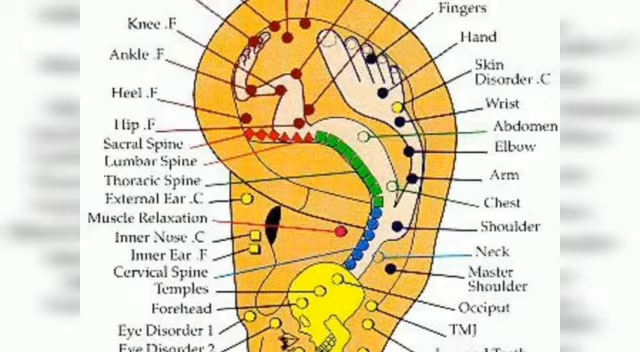 Fingers
Knee .F
Hand
Ankle .F
Skin
Disorder .C
Heel .F
Wrist
Hip .F
Abdomen
Sacral Spine
Elbow
Lumbar Spine
Thoracic Spine
Arm
External Ear .C
Chest
Muscle Relaxation
Shoulder
Inner Nose .C
Inner Ear .F
Neck
Cervical Spine
Master
Shoulder
Temples
Forehead
Occiput
Eye Disorder 1
TMJ
Eye Disorder 2